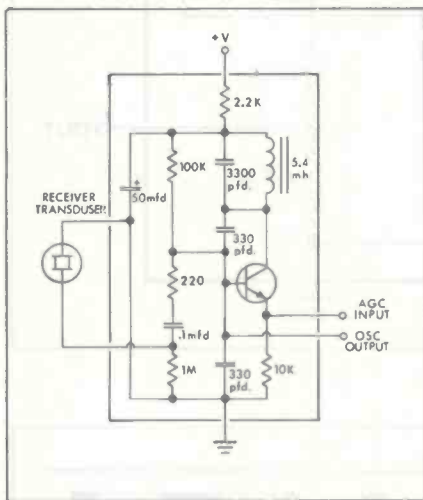 +V
2.2K
100K
3300
pfd.
5.4
mh
50mfd
RECEIVER
TRANSDUSER
330
pfd.
220
AGC
INPUT
OSC
OUTPUT
.1mfd
1M
330
pfd.
10K